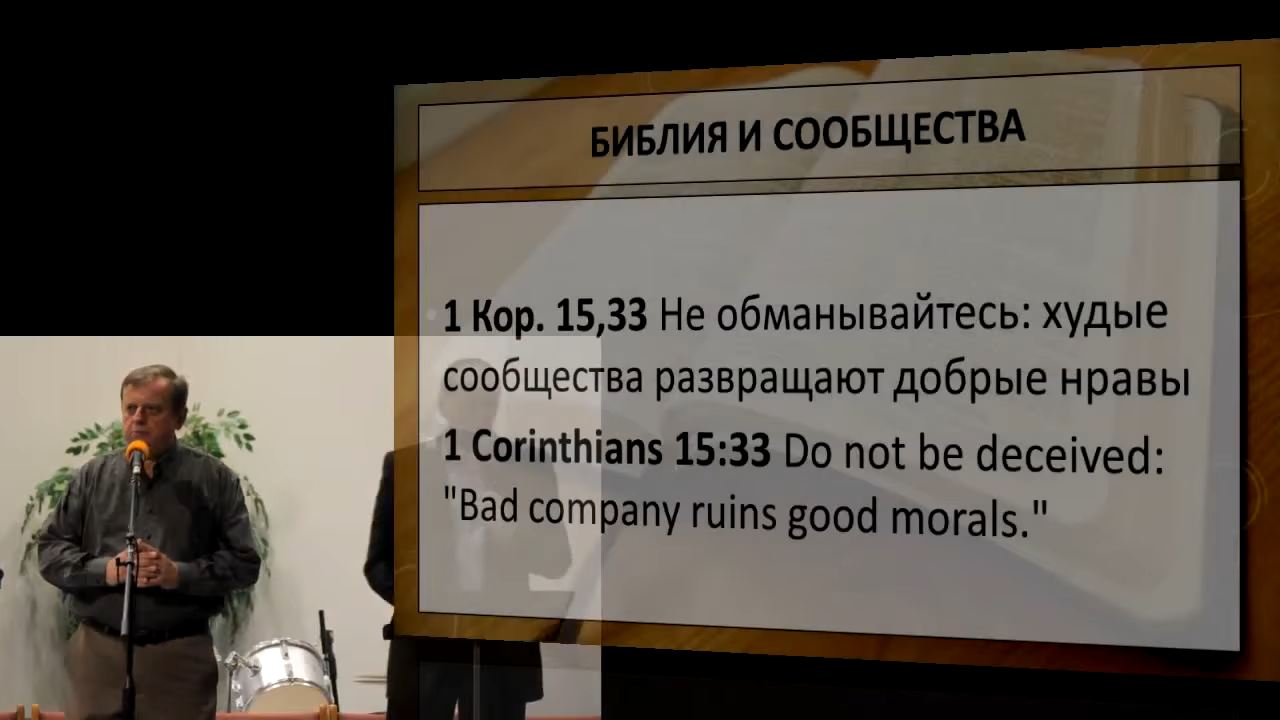 БИБЛИЯ И СООБЩЕСТВА
1 Кор. 15,33 Не обманывайтесь: худые
сообщества развращают добрые нравы
1 Corinthians 15:33 Do not be deceived:
"Bad company ruins good morals."